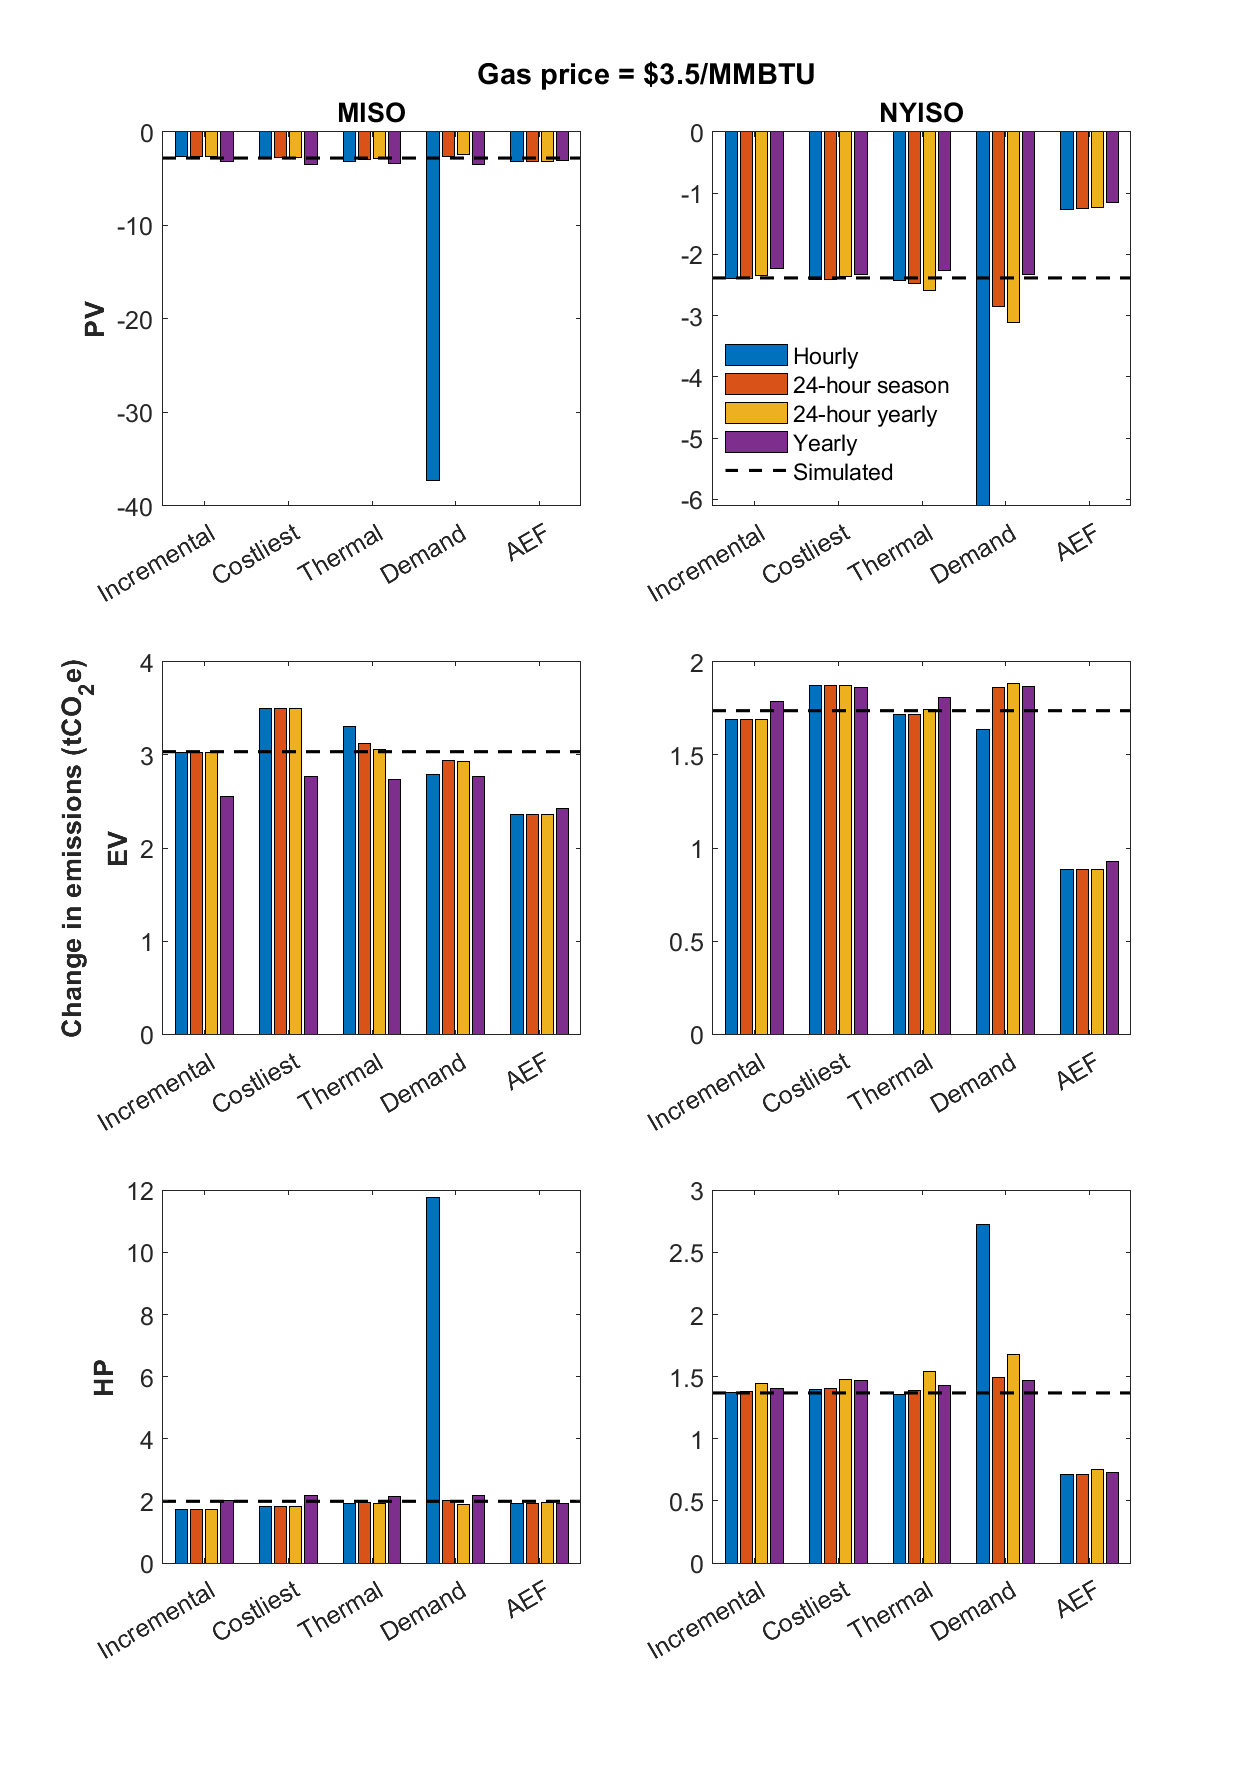 Gas price = $3.5/MMBTU
MISO
NYISO
PV
0
-10
-20
-30
-40
Incremental
Costliest
Thermal
Demand
AEF
0
-1
-2
-3
-4
-5
-6
Hourly
24-hour season
24-hour yearly
Yearly
Simulated
Incremental
Costliest
Thermal
Demand
AEF
Change in emissions (tCO2e)
EV
4
3
2
1
0
Incremental
Costliest
Thermal
Demand
AEF
2
1.5
1
0.5
0
Incremental
Costliest
Thermal
Demand
AEF
HP
12
10
8
6
4
2
0
Incremental
Costliest
Thermal
Demand
AEF
3
2.5
2
1.5
1
0.5
0
Incremental
Costliest
Thermal
Demand
AEF